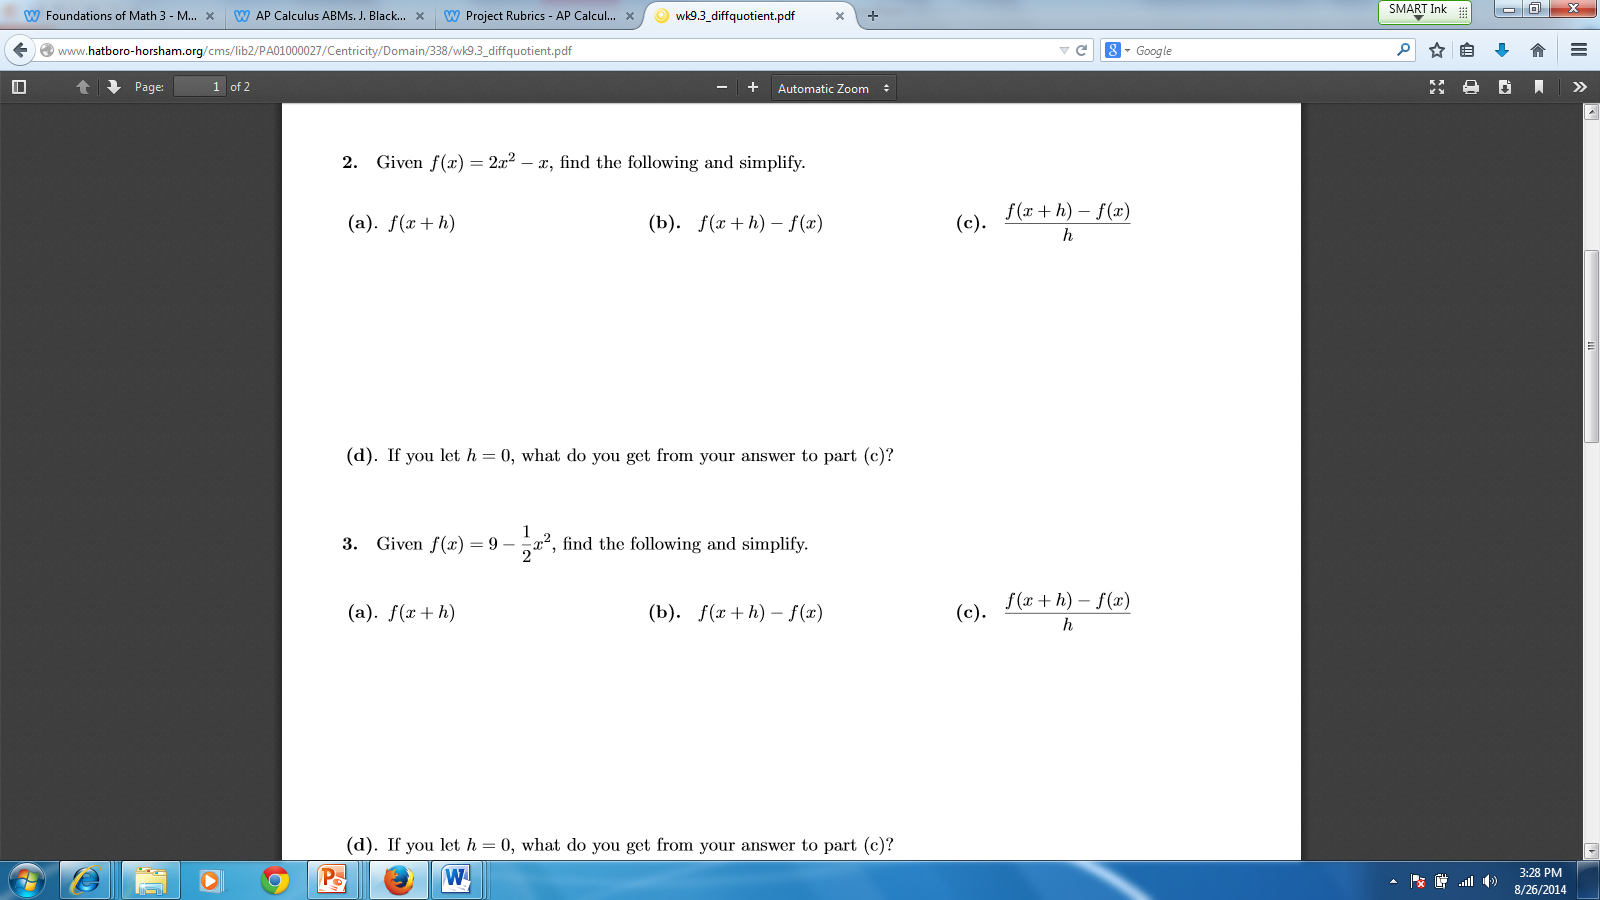 Foundations of Math 3 - M...
AP Calculus ABMs. J. Black...
Project Rubrics - AP Calcul...
wk9.3_diffquotient.pdf
SMART Ink
www.hatboro-horsham.org/cms/lib2/PA01000027/Centricity/Domain/338/wk9.3_diffquotient.pdf
Google
Page: 1 of 2
Automatic Zoom
2. Given f(x) = 2x² − x, find the following and simplify.
(a). f(x + h) (b). f(x + h) − f(x) (c). \frac{f(x + h) − f(x)}{h}
(d). If you let h = 0, what do you get from your answer to part (c)?
3. Given f(x) = 9 − \frac{1}{2}x², find the following and simplify.
(a). f(x + h) (b). f(x + h) − f(x) (c). \frac{f(x + h) − f(x)}{h}
(d). If you let h = 0, what do you get from your answer to part (c)?
3:28 PM
8/26/2014